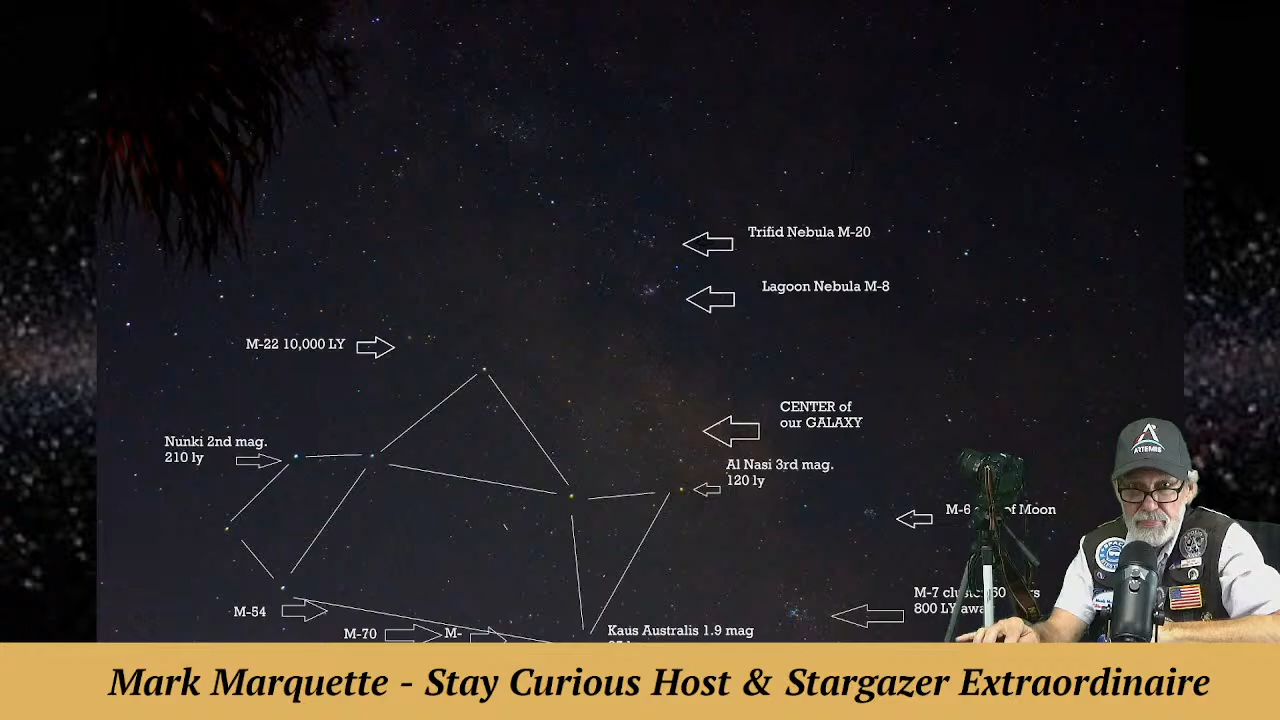 Trifid Nebula M-20
Lagoon Nebula M-8
M-22 10,000 LY
CENTER of
our GALAXY
Nunki 2nd mag.
210 ly
Al Nasi 3rd mag.
120 ly
M-6 of Moon
ARTEMIS
M-7
800 LY
M-54
M-70
M-
Kaus Australis 1.9 mag
Mark Marquette - Stay Curious Host & Stargazer Extraordinaire